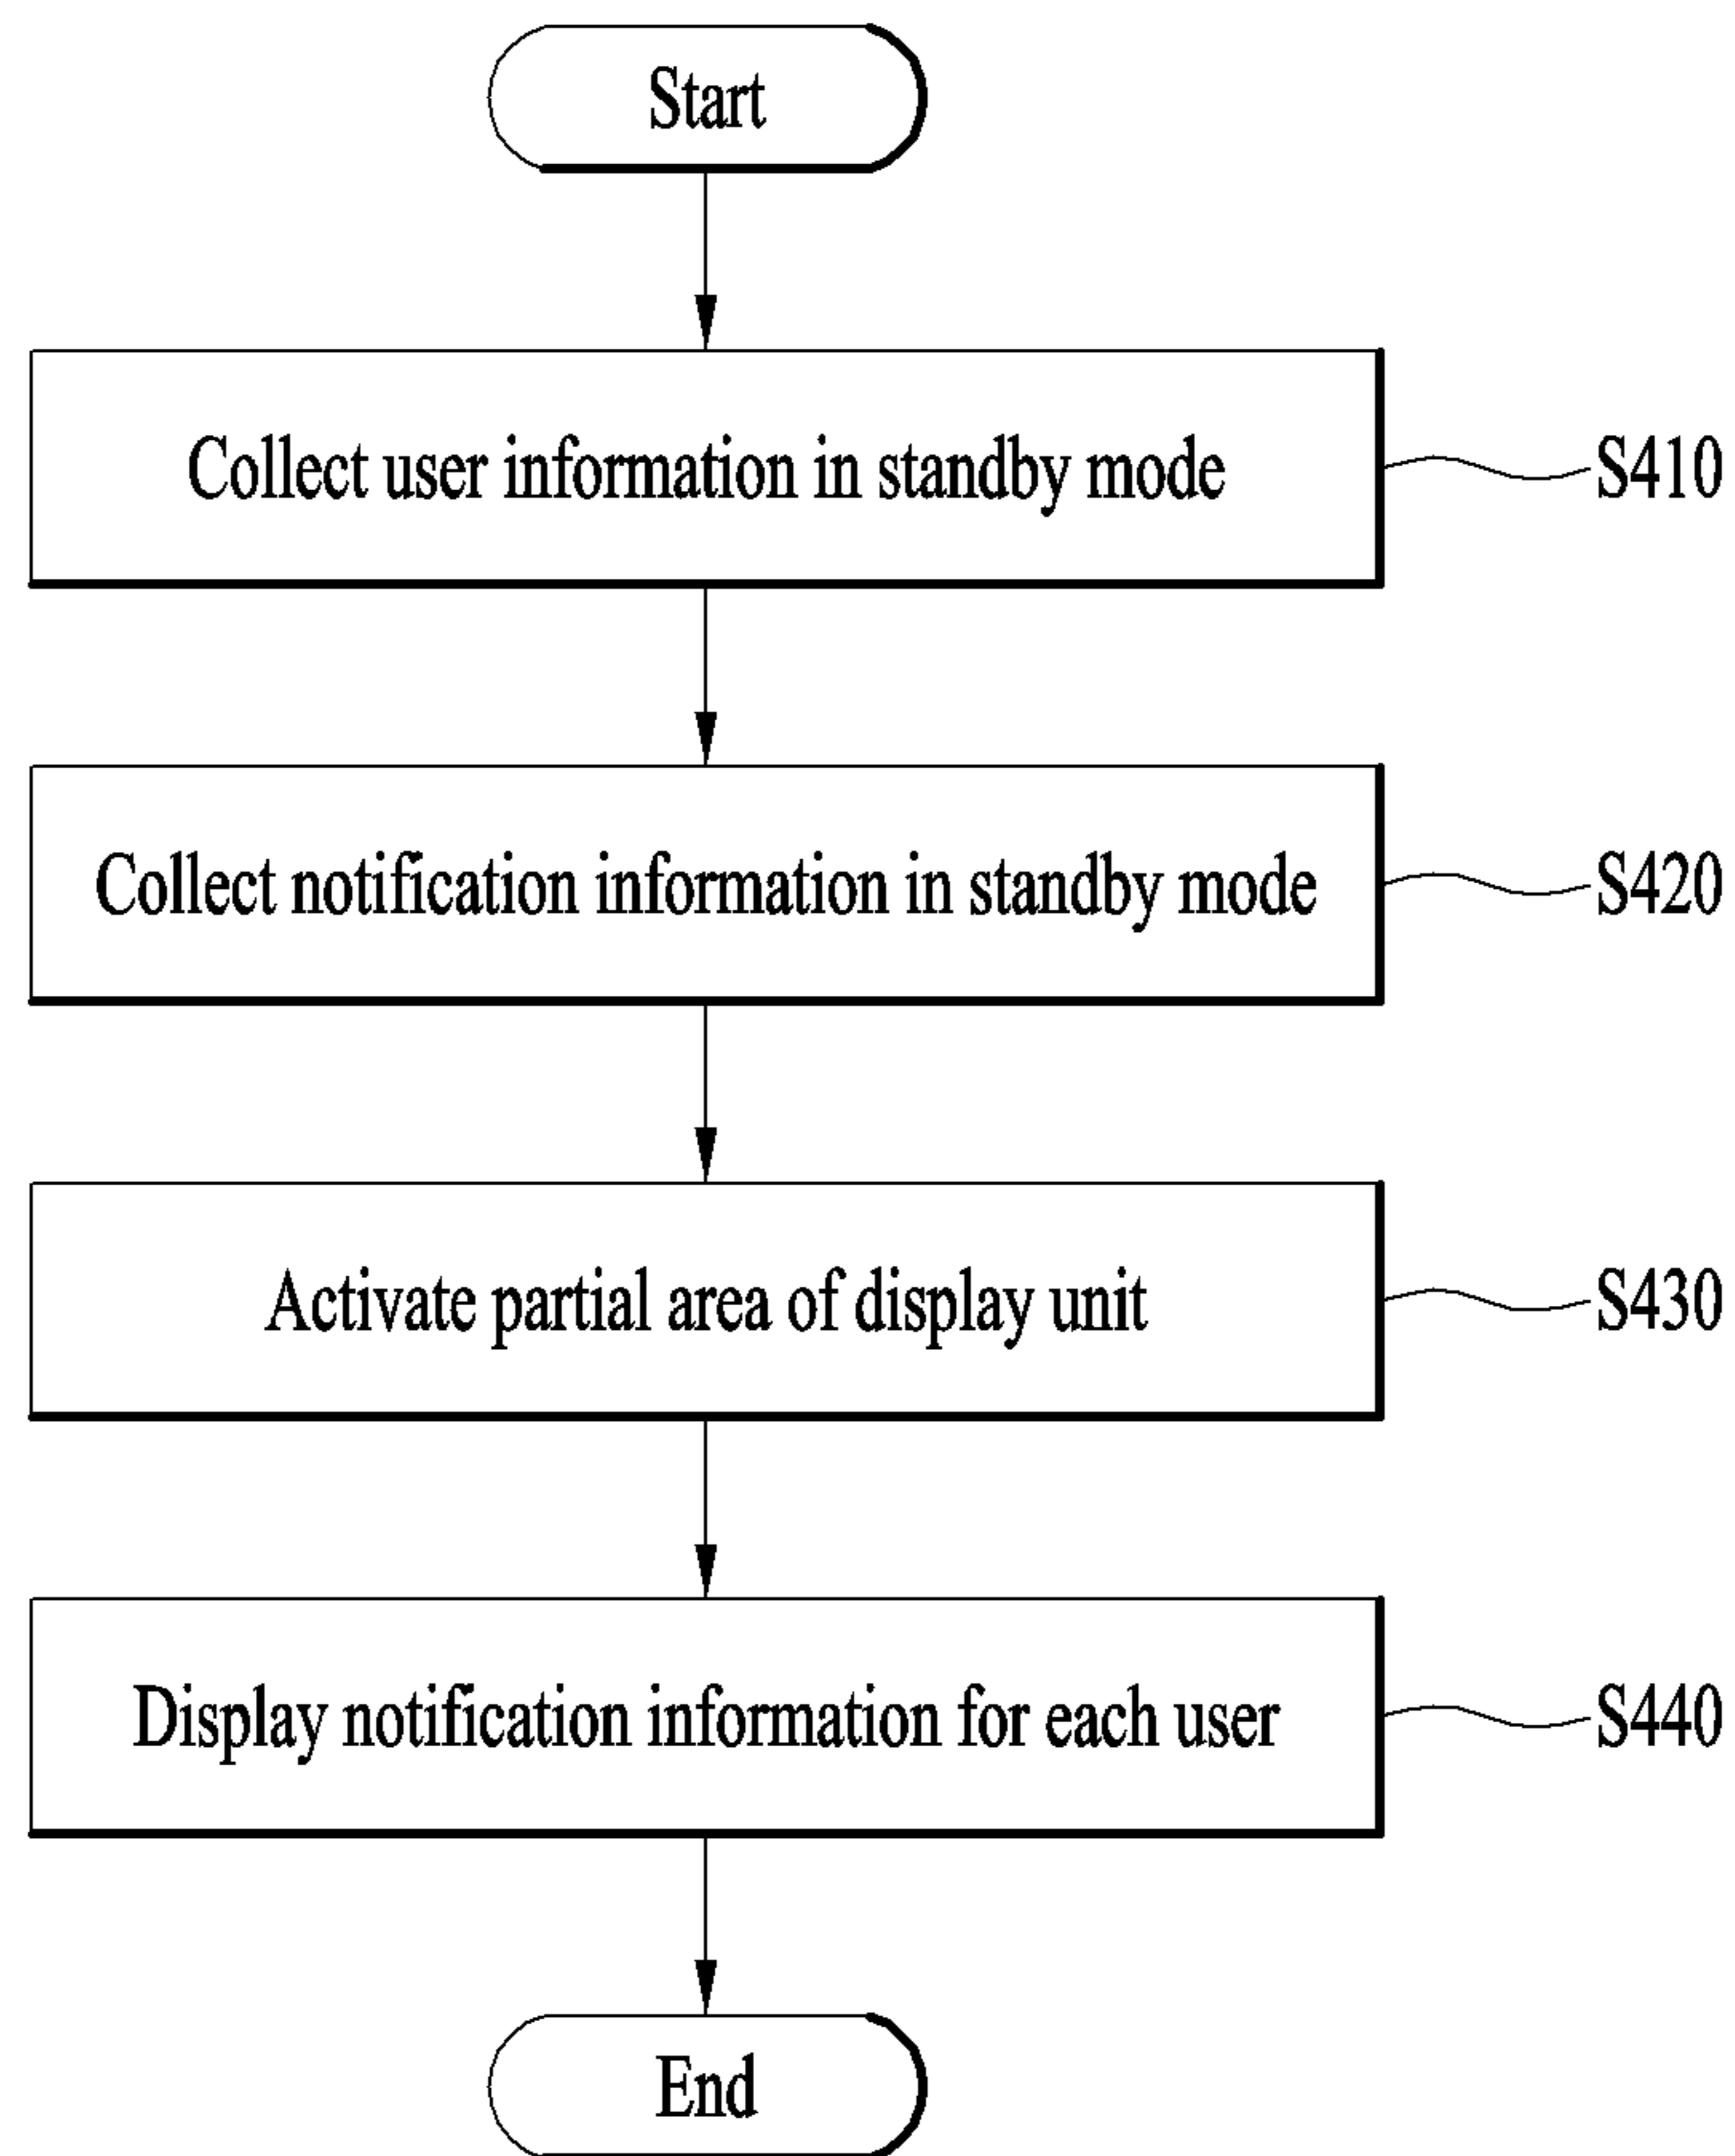 Start
Collect user information in standby mode
S410
Collect notification information in standby mode
S420
Activate partial area of display unit
S430
Display notification information for each user
S440
End